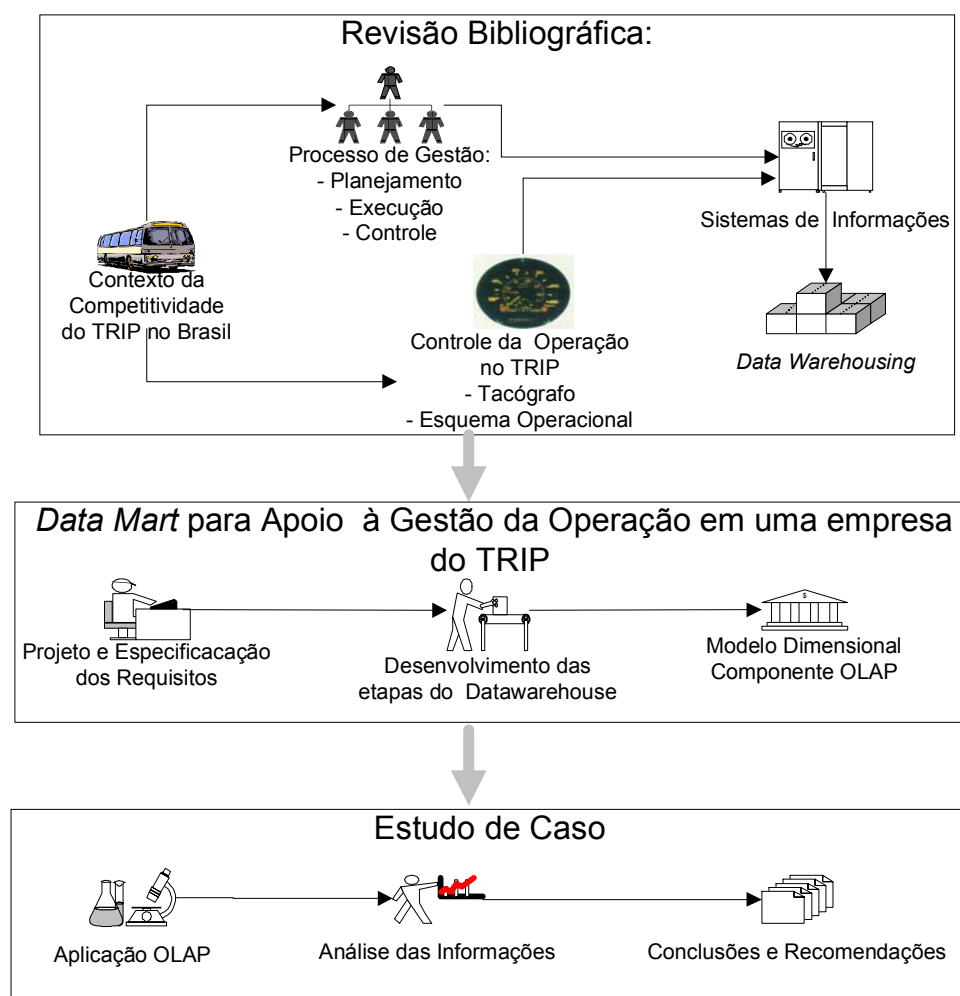 Revisão Bibliográfica:
Processo de Gestão:
- Planejamento
- Execução
- Controle
Sistemas de Informações
Contexto da
Competitividade
do TRIP no Brasil
Controle da Operação
no TRIP
- Tacógrafo
- Esquema Operacional
Data Warehousing
Data Mart para Apoio à Gestão da Operação em uma empresa
do TRIP
Projeto e Especificacação
dos Requisitos
Desenvolvimento das
etapas do Datawarehouse
$
Modelo Dimensional
Componente OLAP
Estudo de Caso
Aplicação OLAP
Análise das Informações
Conclusões e Recomendações